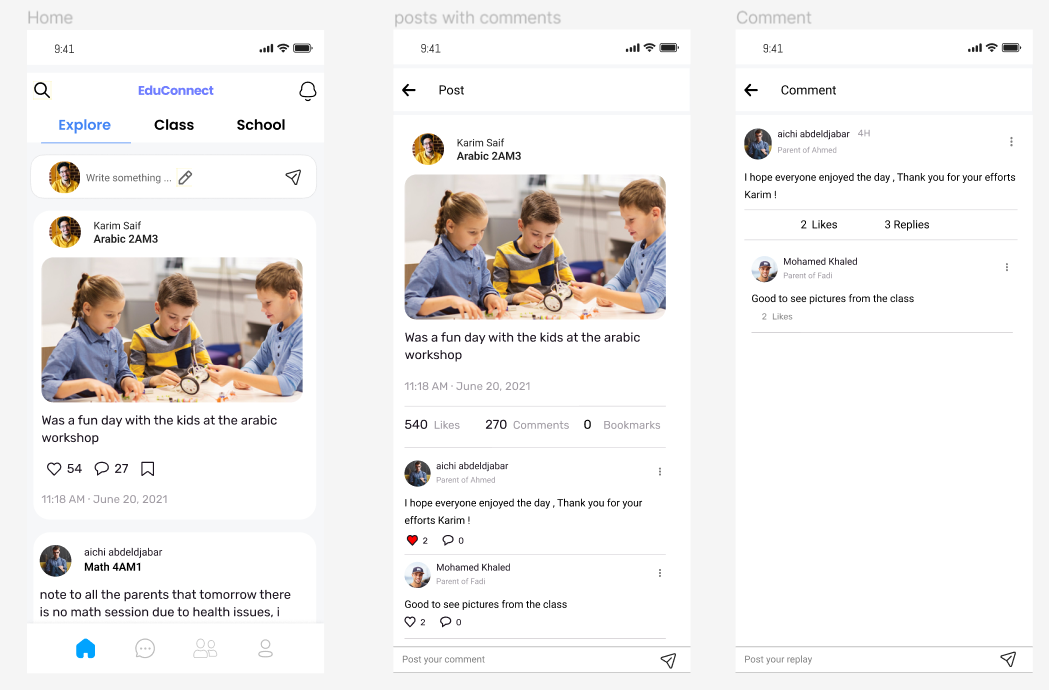 Home
9:41
EduConnect
Explore Class School
Write something ...
Karim Saif
Arabic 2AM3
Was a fun day with the kids at the arabic
workshop
54 27
11:18 AM · June 20, 2021
aichi abdeldjabar
Math 4AM1
note to all the parents that tomorrow there
is no math session due to health issues, i
posts with comments
9:41
Post
Karim Saif
Arabic 2AM3
Was a fun day with the kids at the arabic
workshop
11:18 AM · June 20, 2021
540 Likes 270 Comments 0 Bookmarks
aichi abdeldjabar
Parent of Ahmed
I hope everyone enjoyed the day , Thank you for your
efforts Karim !
2 0
Mohamed Khaled
Parent of Fadi
Good to see pictures from the class
2 0
Post your comment
Comment
9:41
Comment
aichi abdeldjabar 4H
Parent of Ahmed
I hope everyone enjoyed the day , Thank you for your efforts
Karim !
2 Likes 3 Replies
Mohamed Khaled
Parent of Fadi
Good to see pictures from the class
2 Likes
Post your replay